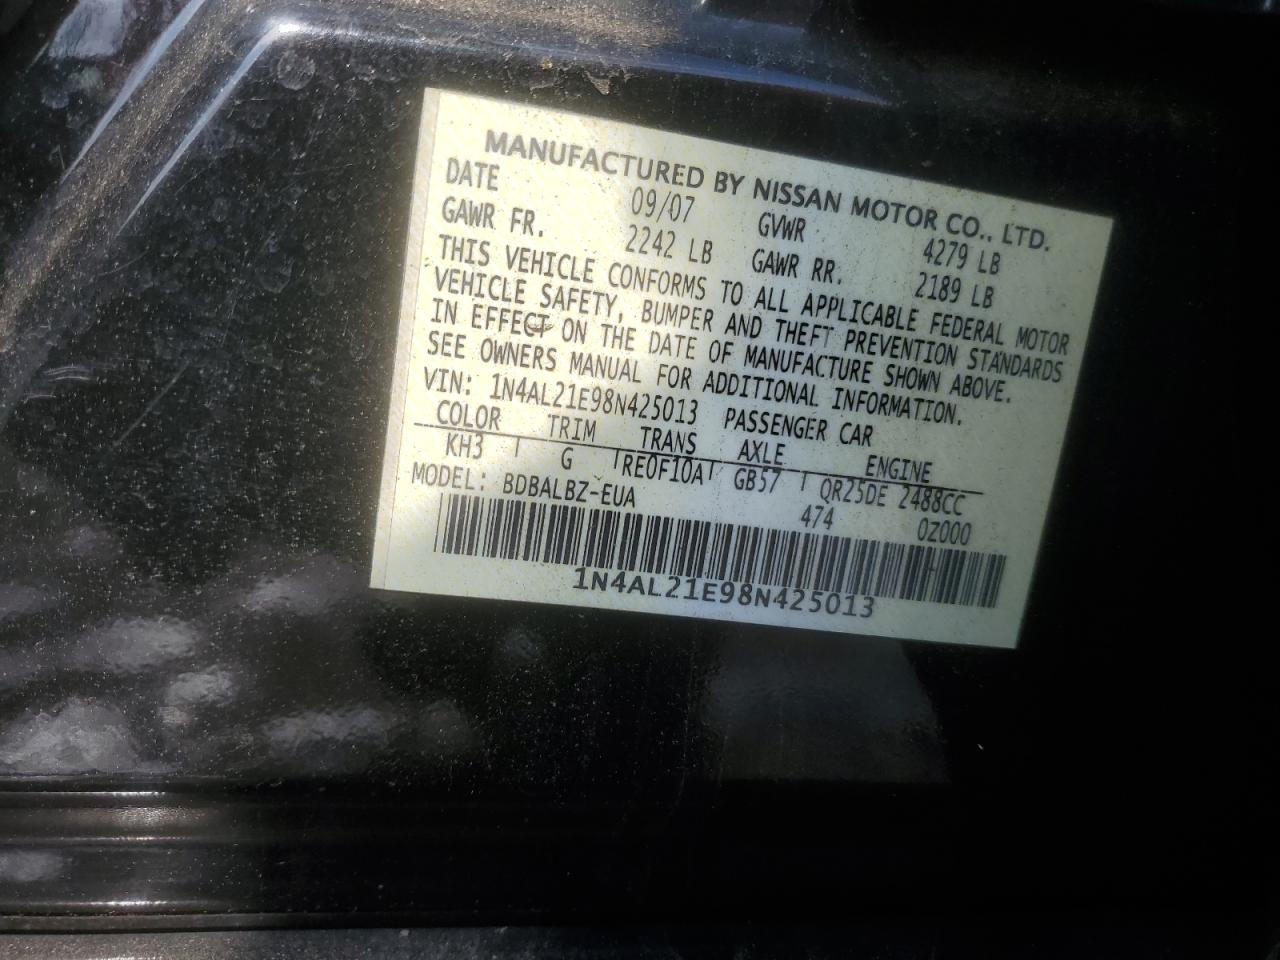 MANUFACTURED BY NISSAN MOTOR CO., LTD.
DATE 09/07 GVWR 4279 LB
GAWR FR. 2242 LB GAWR RR. 2189 LB
THIS VEHICLE CONFORMS TO ALL APPLICABLE FEDERAL MOTOR
VEHICLE SAFETY, BUMPER AND THEFT PREVENTION STANDARDS
IN EFFECT ON THE DATE OF MANUFACTURE SHOWN ABOVE.
SEE OWNERS MANUAL FOR ADDITIONAL INFORMATION.
VIN: 1N4AL21E98N425013 PASSENGER CAR
COLOR TRIM TRANS AXLE ENGINE
KH3 G RE0F10A GB57 QR25DE 2488CC
MODEL: BDBALBZ-EUA 474 0Z000
1N4AL21E98N425013